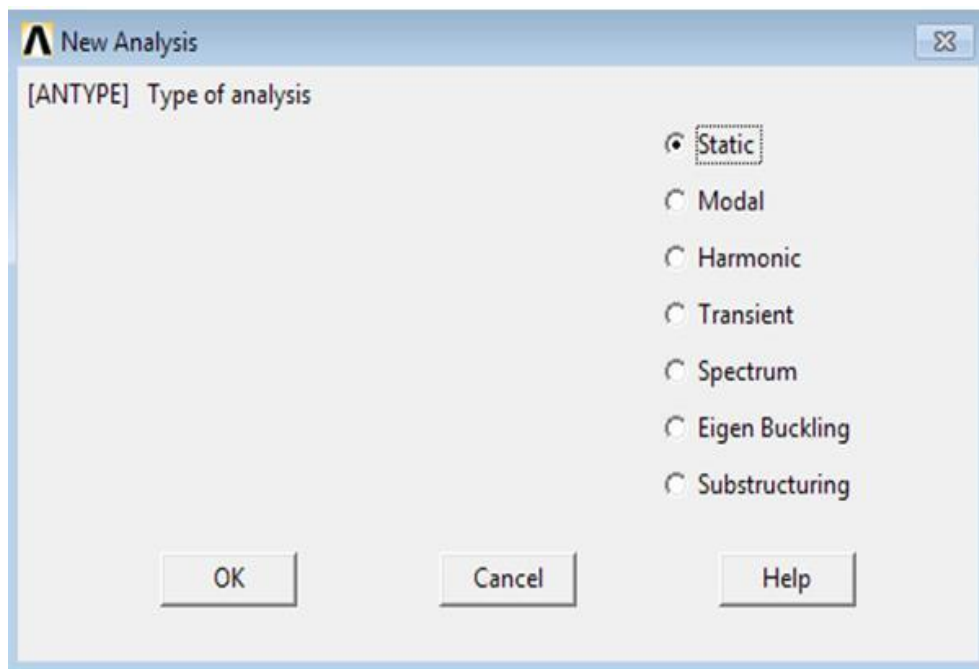 New Analysis
[ANTYPE] Type of analysis
Static
Modal
Harmonic
Transient
Spectrum
Eigen Buckling
Substructuring
OK Cancel Help